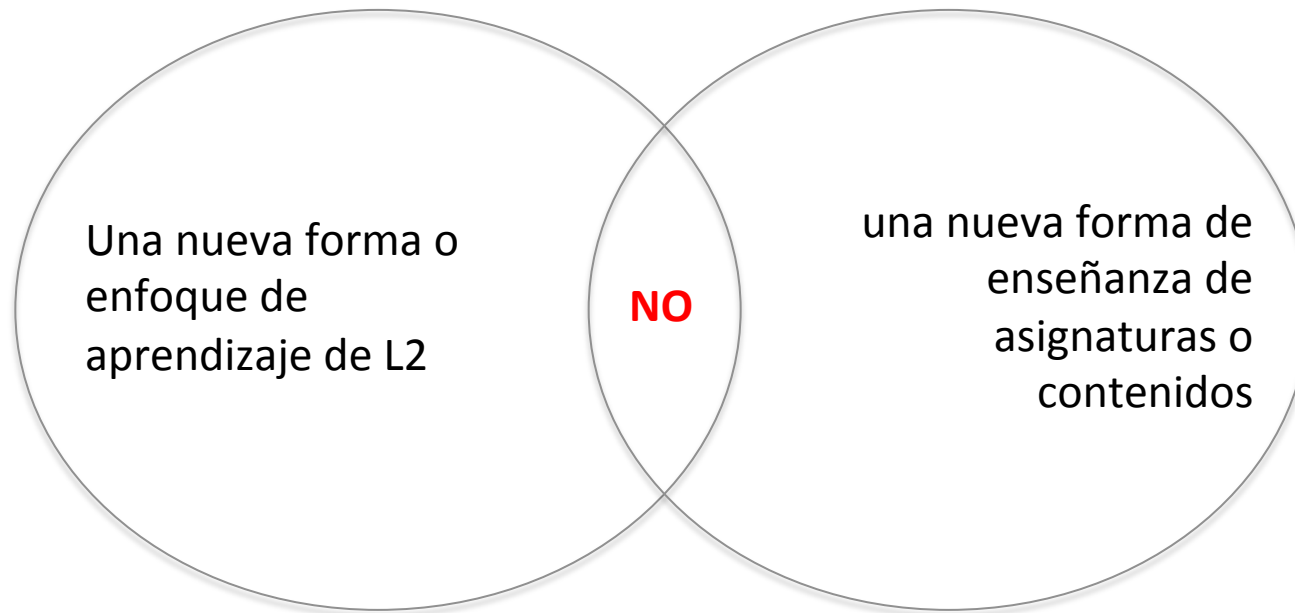 Una nueva forma o
enfoque de
aprendizaje de L2
NO
una nueva forma de
enseñanza de
asignaturas o
contenidos